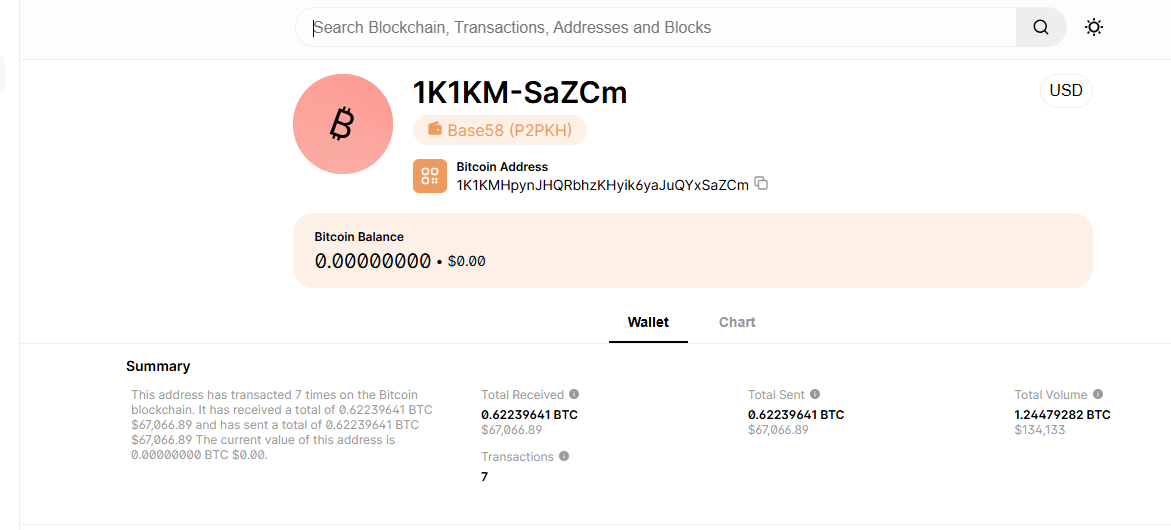 Search Blockchain, Transactions, Addresses and Blocks
1K1KM-SaZCm
USD
Base58 (P2PKH)
Bitcoin Address
1K1KMHpynJHQRbhzKHyik6yaJuQYxSaZCm
Bitcoin Balance
0.00000000 • $0.00
Wallet
Chart
Summary
This address has transacted 7 times on the Bitcoin
blockchain. It has received a total of 0.62239641 BTC
$67,066.89 and has sent a total of 0.62239641 BTC
$67,066.89 The current value of this address is
0.00000000 BTC $0.00.
Total Received
0.62239641 BTC
$67,066.89
Total Sent
0.62239641 BTC
$67,066.89
Total Volume
1.24479282 BTC
$134,133
Transactions
7